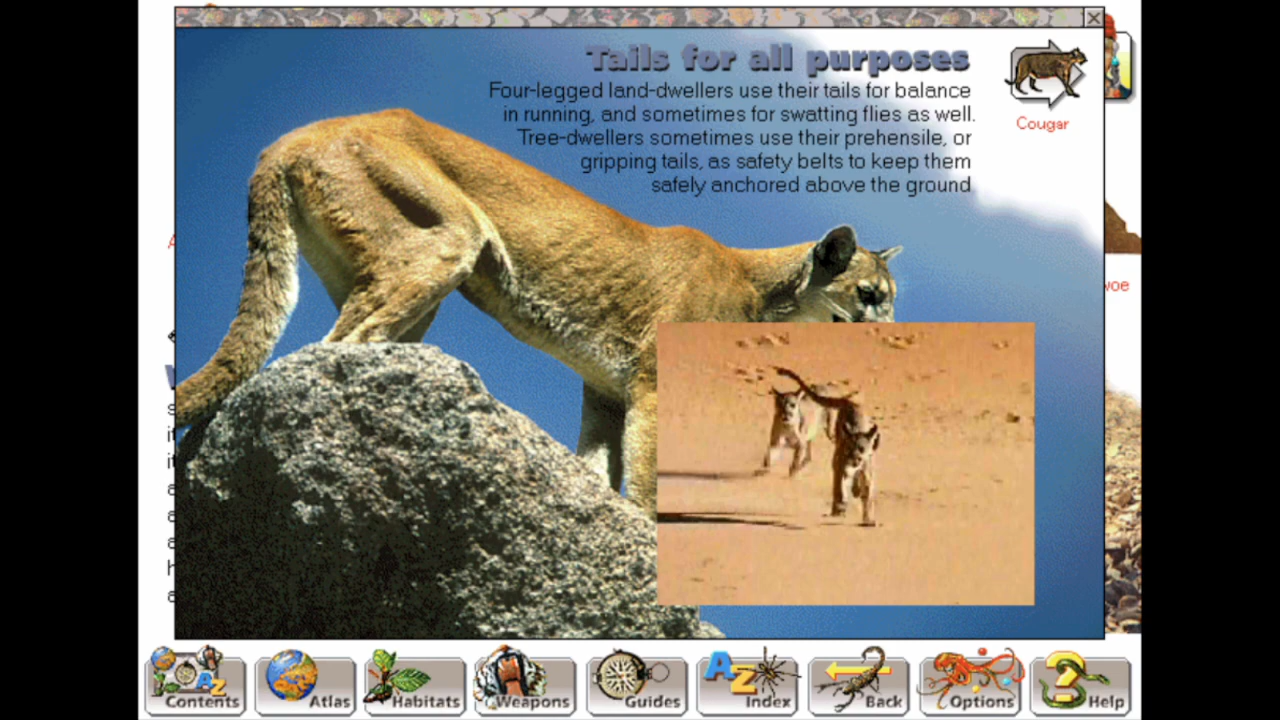 Tails for all purposes
Four-legged land-dwellers use their tails for balance
in running, and sometimes for swatting flies as well.
Tree-dwellers sometimes use their prehensile, or
gripping tails, as safety belts to keep them
safely anchored above the ground
Cougar
Contents
Atlas
Habitats
Weapons
Guides
AZ
Index
Back
Options
?
Help